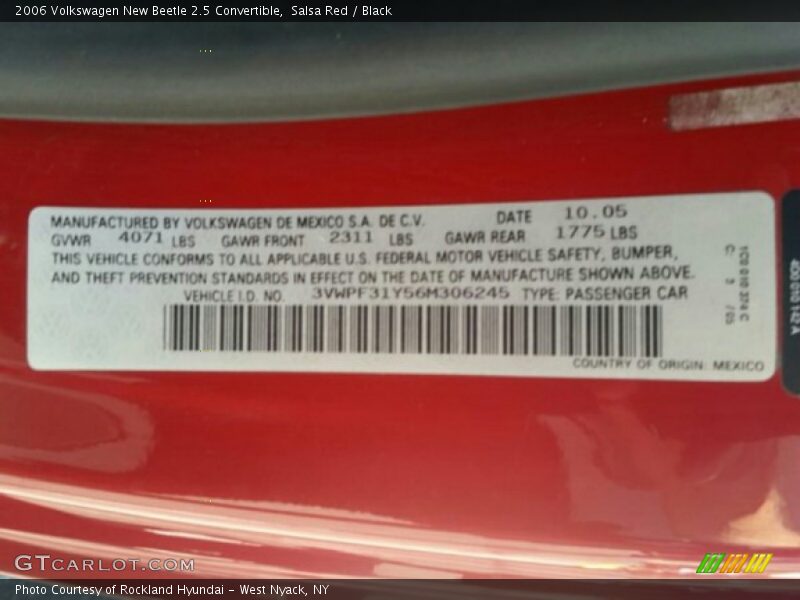 2006 Volkswagen New Beetle 2.5 Convertible,  Salsa Red / Black
MANUFACTURED BY VOLKSWAGEN DE MEXICO S.A. DE C.V. DATE 10.05
GVWR 4071 LBS GAWR FRONT 2311 LBS GAWR REAR 1775 LBS
THIS VEHICLE CONFORMS TO ALL APPLICABLE U.S. FEDERAL MOTOR VEHICLE SAFETY, BUMPER,
AND THEFT PREVENTION STANDARDS IN EFFECT ON THE DATE OF MANUFACTURE SHOWN ABOVE.
VEHICLE I.D. NO. 3VWPF31Y56M306245 TYPE: PASSENGER CAR
COUNTRY OF ORIGIN: MEXICO
1C0 010 374 C
GTCARLOT.COM
Photo Courtesy of Rockland Hyundai - West Nyack, NY